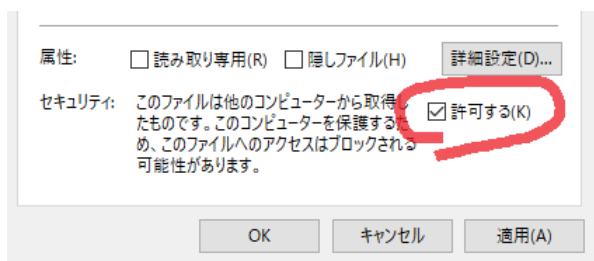 属性: 読み取り専用(R) 隠しファイル(H) 詳細設定(D)...
セキュリティ: このファイルは他のコンピューターから取得し 許可する(K)
たものです。このコンピューターを保護するた
め、このファイルへのアクセスはブロックされる
可能性があります。
OK キャンセル 適用(A)